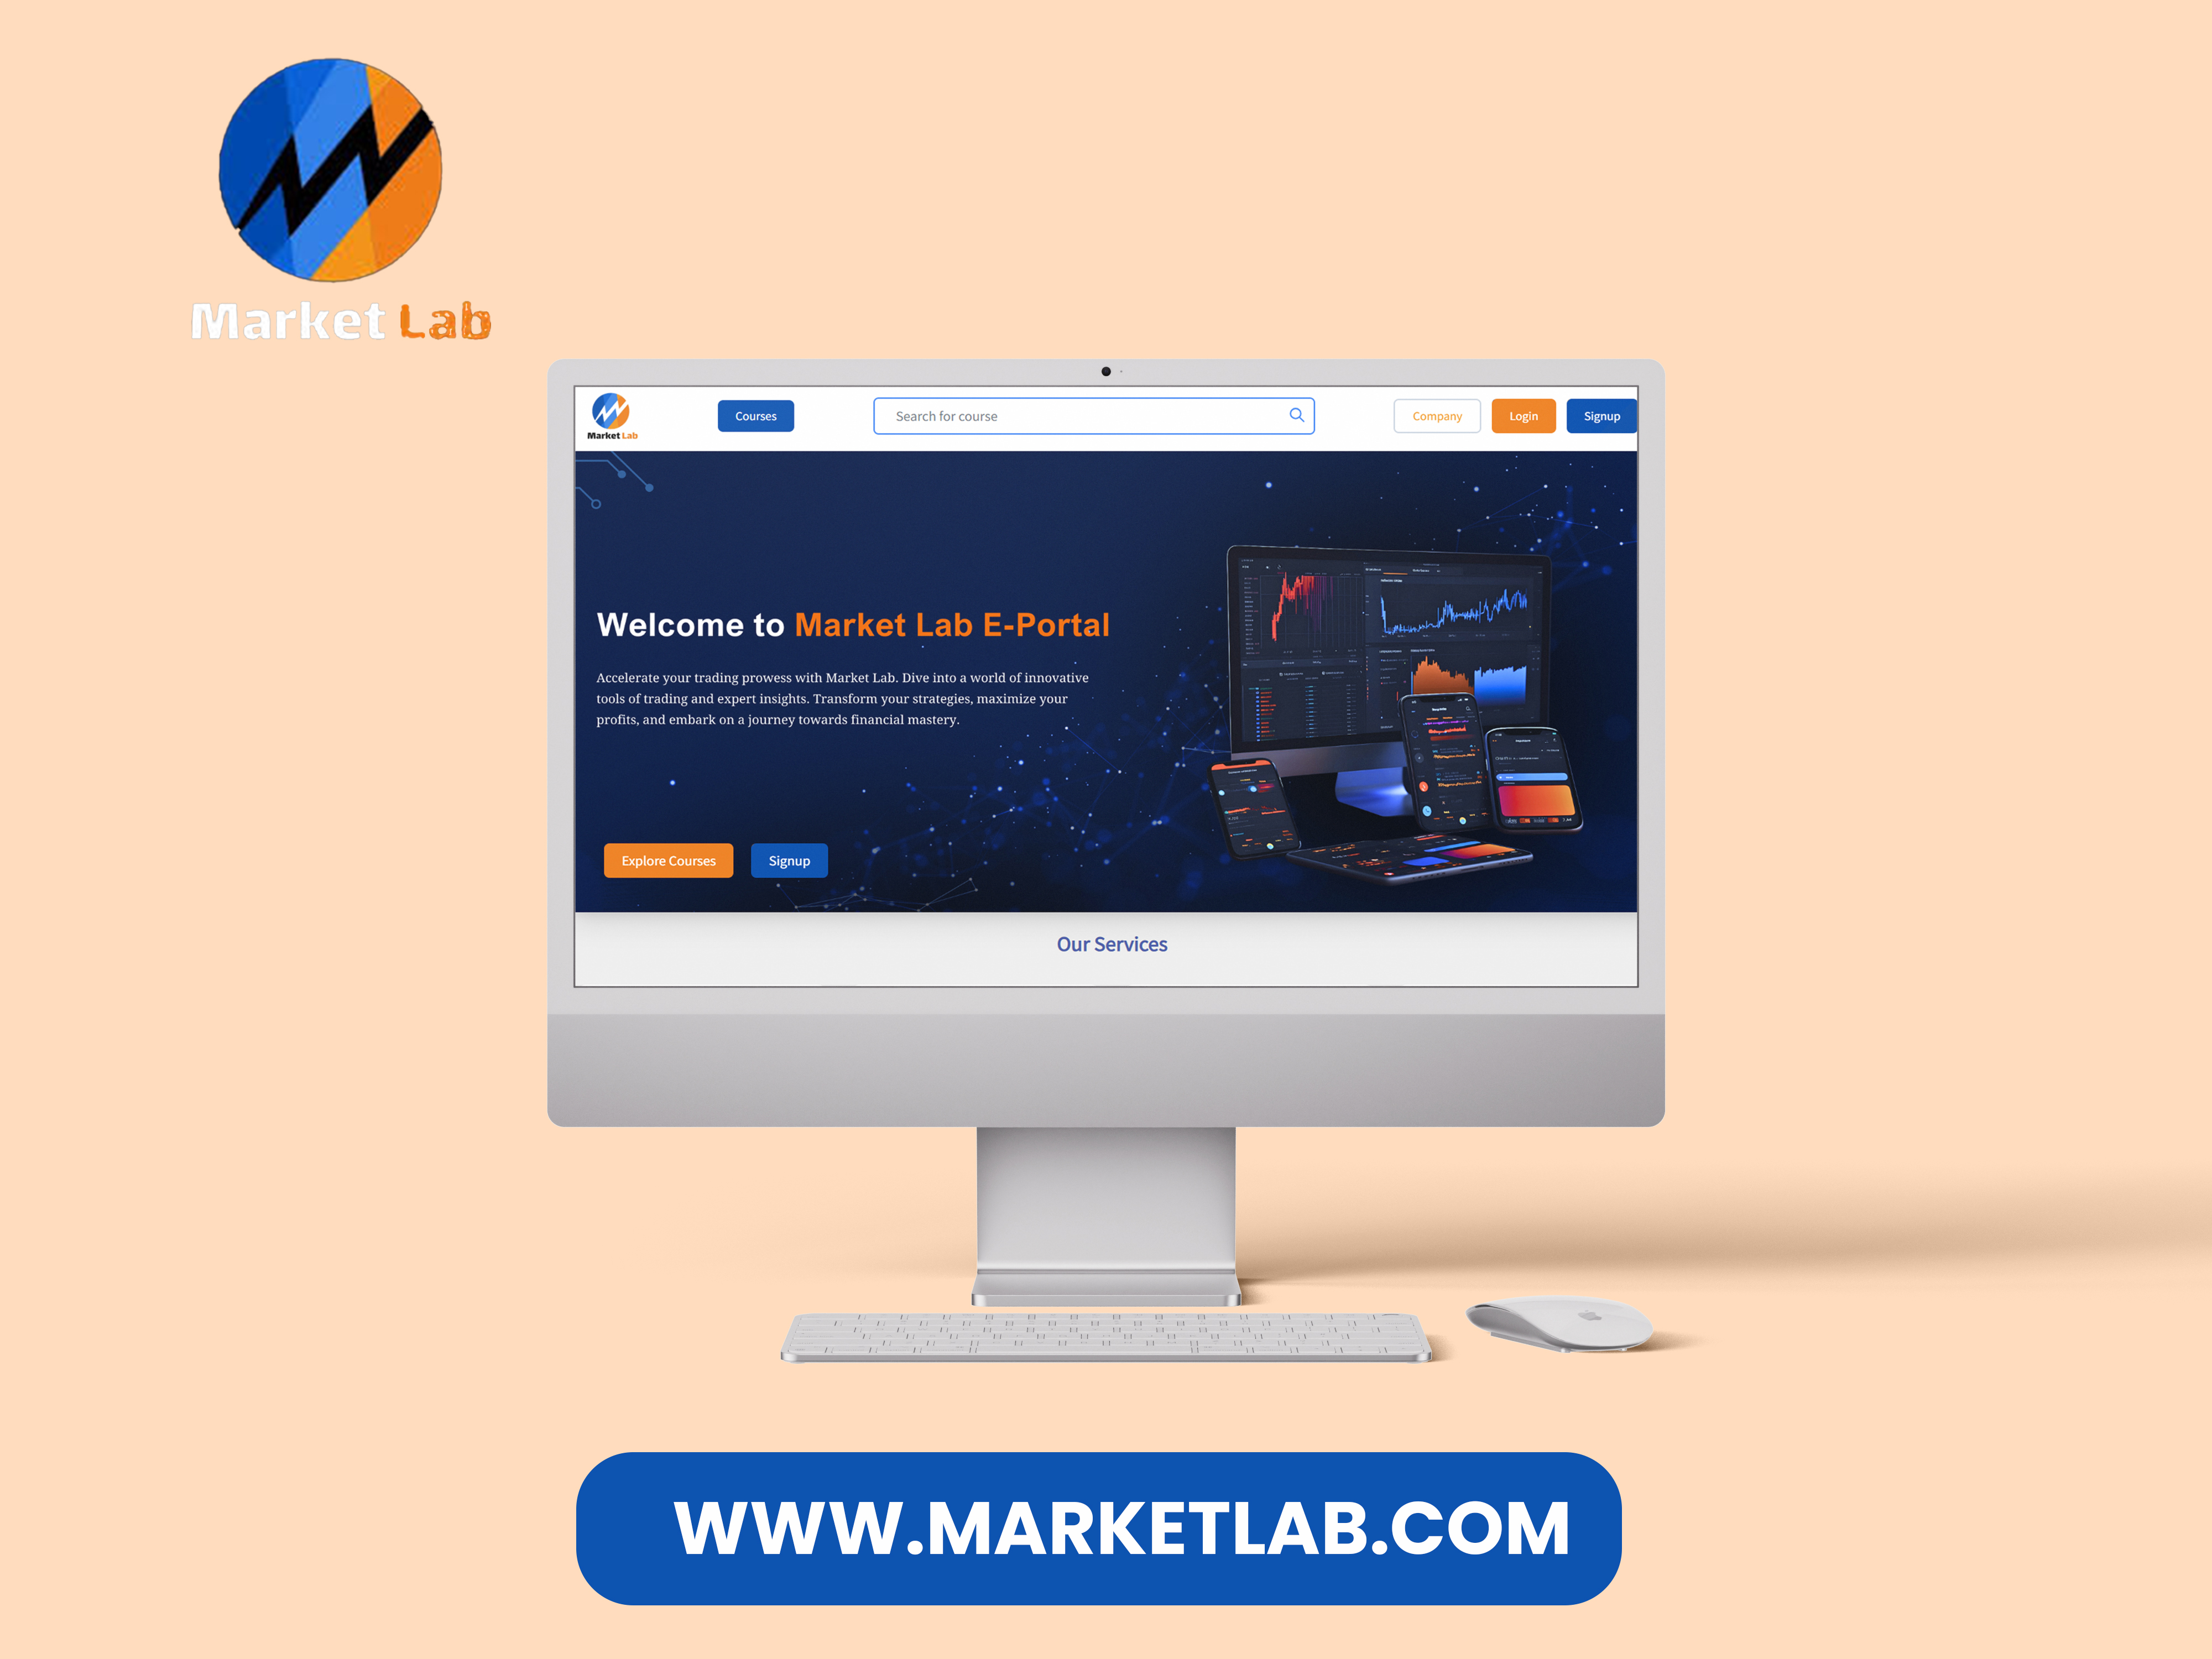 Market Lab
Market Lab
Courses
Search for course
Company
Login
Signup
Welcome to Market Lab E-Portal
Accelerate your trading prowess with Market Lab. Dive into a world of innovative
tools of trading and expert insights. Transform your strategies, maximize your
profits, and embark on a journey towards financial mastery.
Explore Courses
Signup
Our Services
WWW.MARKETLAB.COM